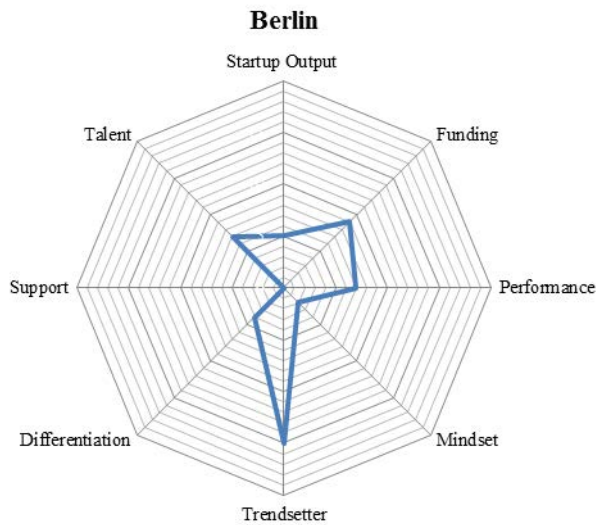 Berlin
Startup Output
Talent
Funding
Support
Performance
Differentiation
Mindset
Trendsetter